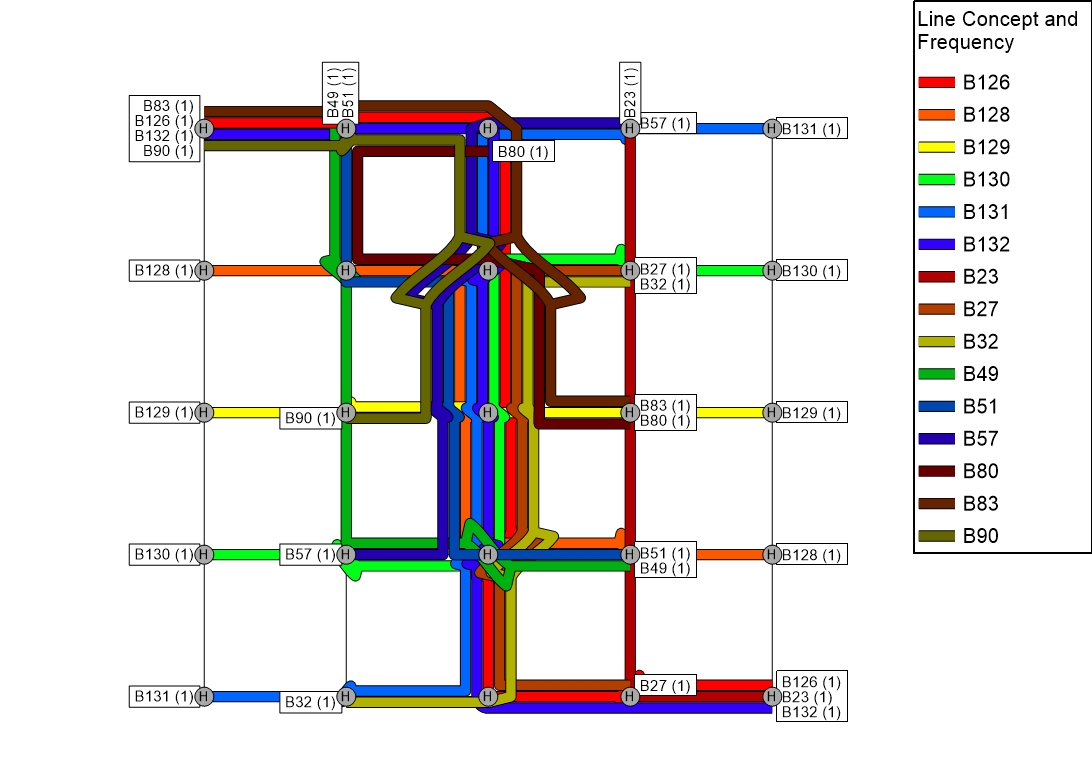 Line Concept and
Frequency
B126
B128
B129
B130
B131
B132
B23
B27
B32
B49
B51
B57
B80
B83
B90
B49 (1)
B51 (1)
B23 (1)
B83 (1)
B126 (1)
B132 (1)
B90 (1)
H
H
H
B80 (1)
H
B57 (1)
H
B131 (1)
B128 (1)
H
H
H
H
B27 (1)
B32 (1)
H
B130 (1)
B129 (1)
H
B90 (1)
H
H
H
B83 (1)
B80 (1)
H
B129 (1)
B130 (1)
H
B57 (1)
H
H
H
B51 (1)
B49 (1)
H
B128 (1)
B131 (1)
H
B32 (1)
H
H
B27 (1)
H
H
B126 (1)
B23 (1)
B132 (1)